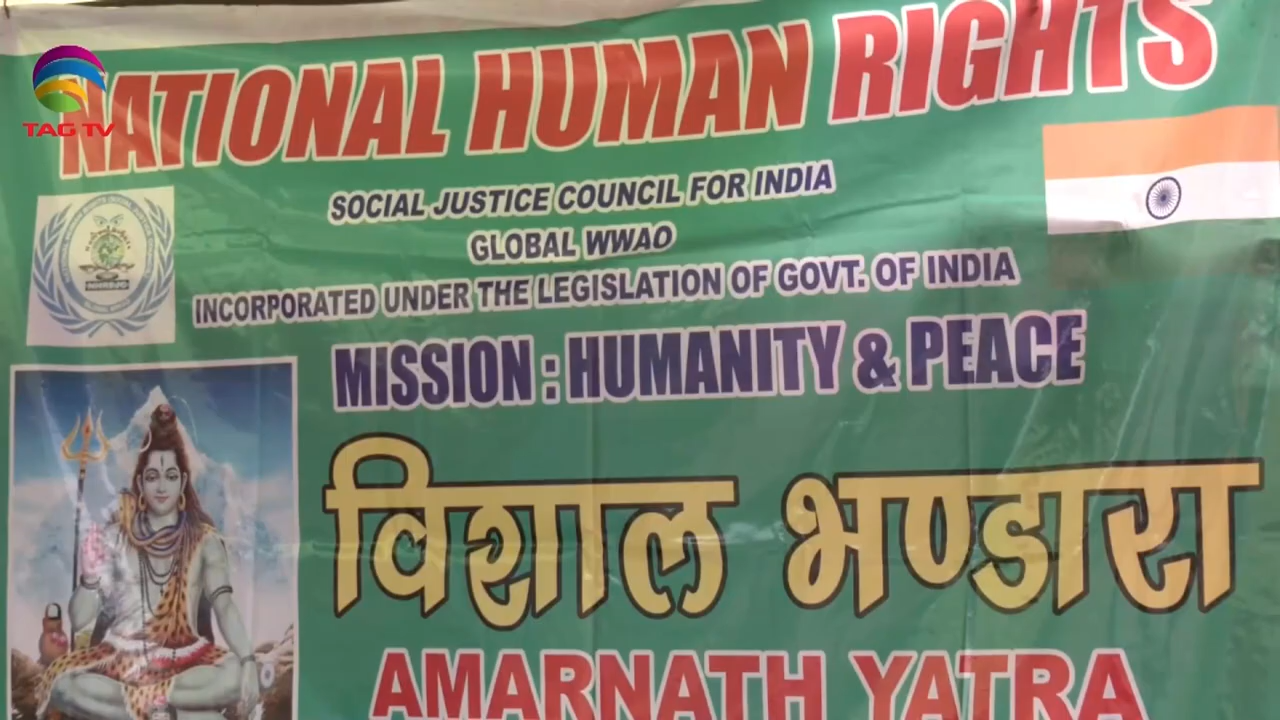 NATIONAL HUMAN RIGHTS
TAG TV
SOCIAL JUSTICE COUNCIL FOR INDIA
GLOBAL WWAO
INCORPORATED UNDER THE LEGISLATION OF GOVT. OF INDIA
NHRSJC
MISSION : HUMANITY & PEACE
विशाल भण्डारा
AMARNATH YATRA